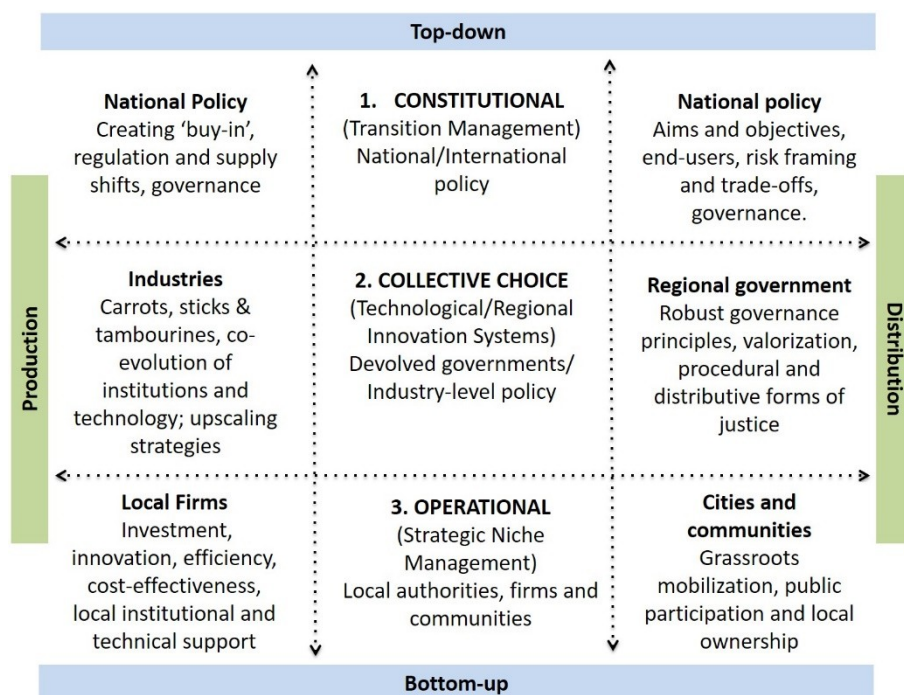 Top-down
National Policy
Creating ‘buy-in’,
regulation and supply
shifts, governance
1. CONSTITUTIONAL
(Transition Management)
National/International
policy
National policy
Aims and objectives,
end-users, risk framing
and trade-offs,
governance.
Production
Industries
Carrots, sticks &
tambourines, co-
evolution of
institutions and
technology; upscaling
strategies
2. COLLECTIVE CHOICE
(Technological/Regional
Innovation Systems)
Devolved governments/
Industry-level policy
Regional government
Robust governance
principles, valorization,
procedural and
distributive forms of
justice
Distribution
Local Firms
Investment,
innovation, efficiency,
cost-effectiveness,
local institutional and
technical support
3. OPERATIONAL
(Strategic Niche
Management)
Local authorities, firms and
communities
Cities and
communities
Grassroots
mobilization, public
participation and local
ownership
Bottom-up